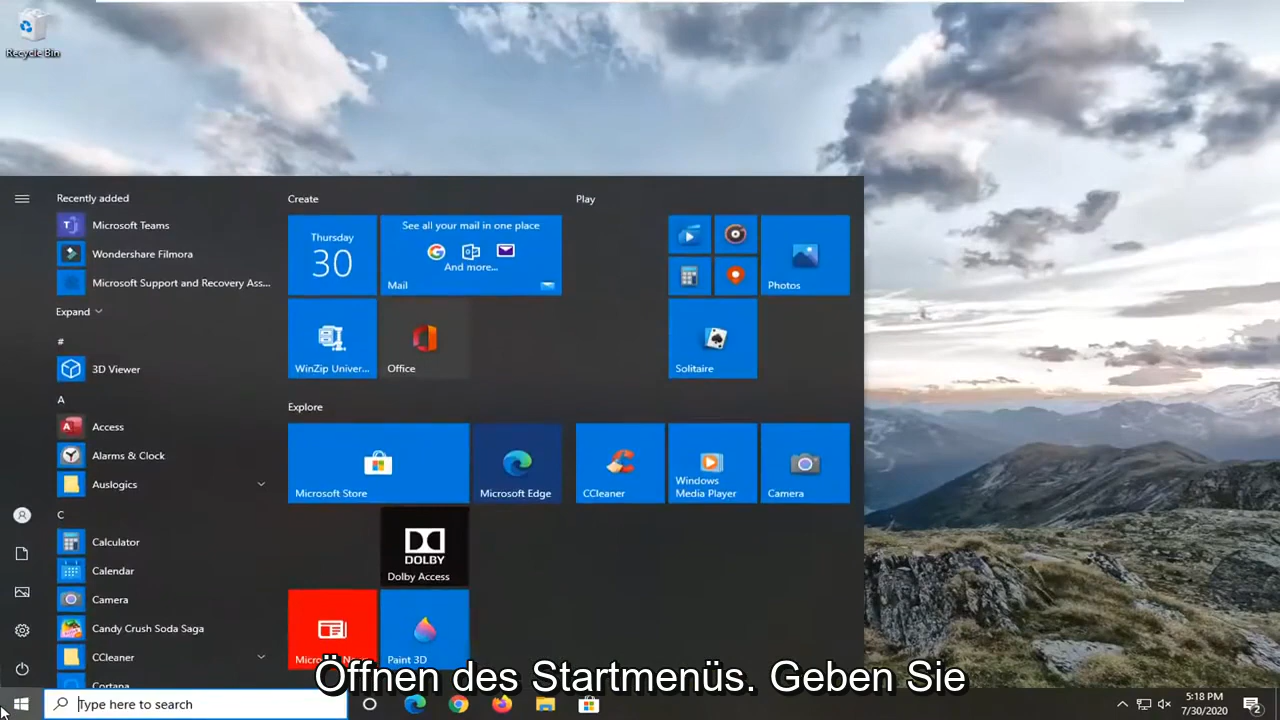 Recycle Bin
Recently added
Microsoft Teams
Wondershare Filmora
Microsoft Support and Recovery Ass...
Expand
#
3D Viewer
A
Access
Alarms & Clock
Auslogics
C
Calculator
Calendar
Camera
Candy Crush Soda Saga
CCleaner
Cortana
Create
Thursday
30
See all your mail in one place
And more...
Mail
WinZip Univer...
Office
Explore
Microsoft Store
Microsoft Edge
DOLBY
Dolby Access
Paint 3D
Play
Photos
Solitaire
CCleaner
Windows
Media Player
Camera
Öffnen des Startmenüs. Geben Sie
Type here to search
5:18 PM
7/30/2020
2